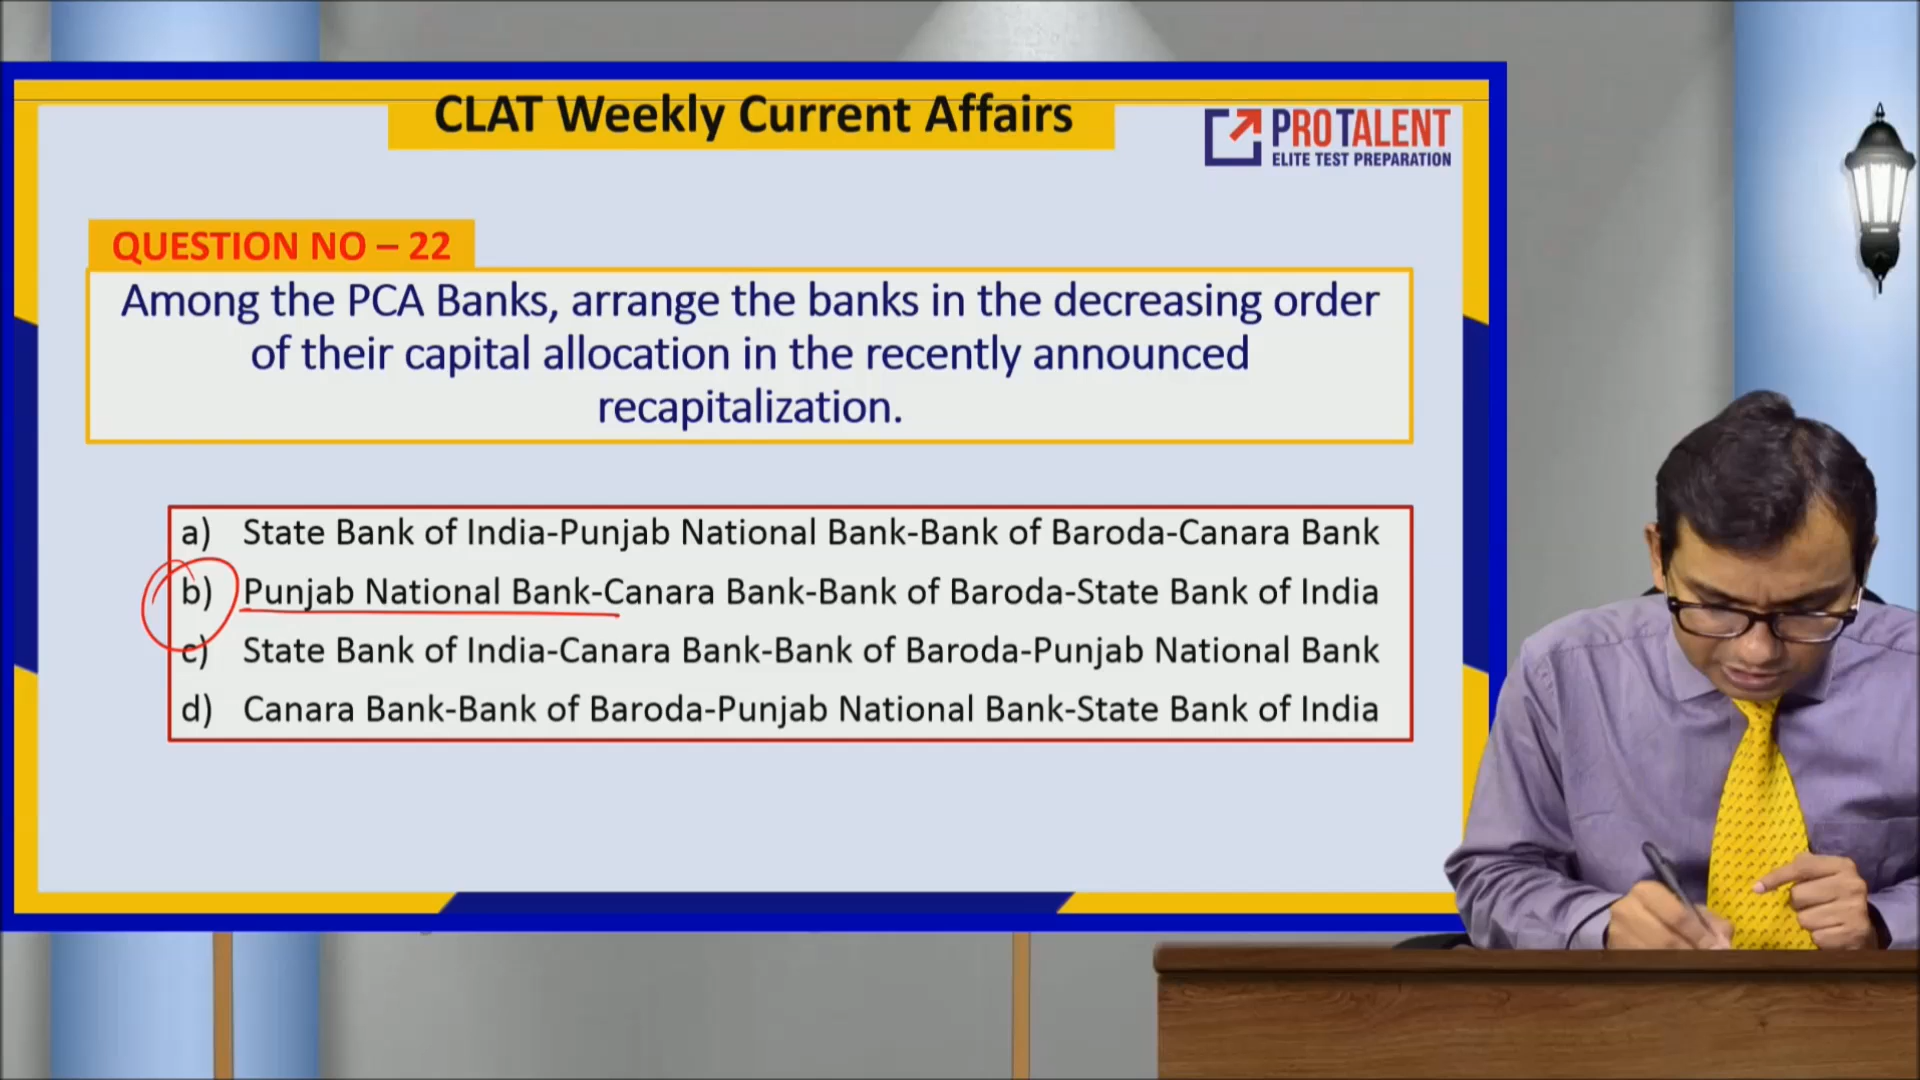 CLAT Weekly Current Affairs
PROTALENT
ELITE TEST PREPARATION
QUESTION NO – 22
Among the PCA Banks, arrange the banks in the decreasing order
of their capital allocation in the recently announced
recapitalization.
a) State Bank of India-Punjab National Bank-Bank of Baroda-Canara Bank
b) Punjab National Bank-Canara Bank-Bank of Baroda-State Bank of India
c) State Bank of India-Canara Bank-Bank of Baroda-Punjab National Bank
d) Canara Bank-Bank of Baroda-Punjab National Bank-State Bank of India